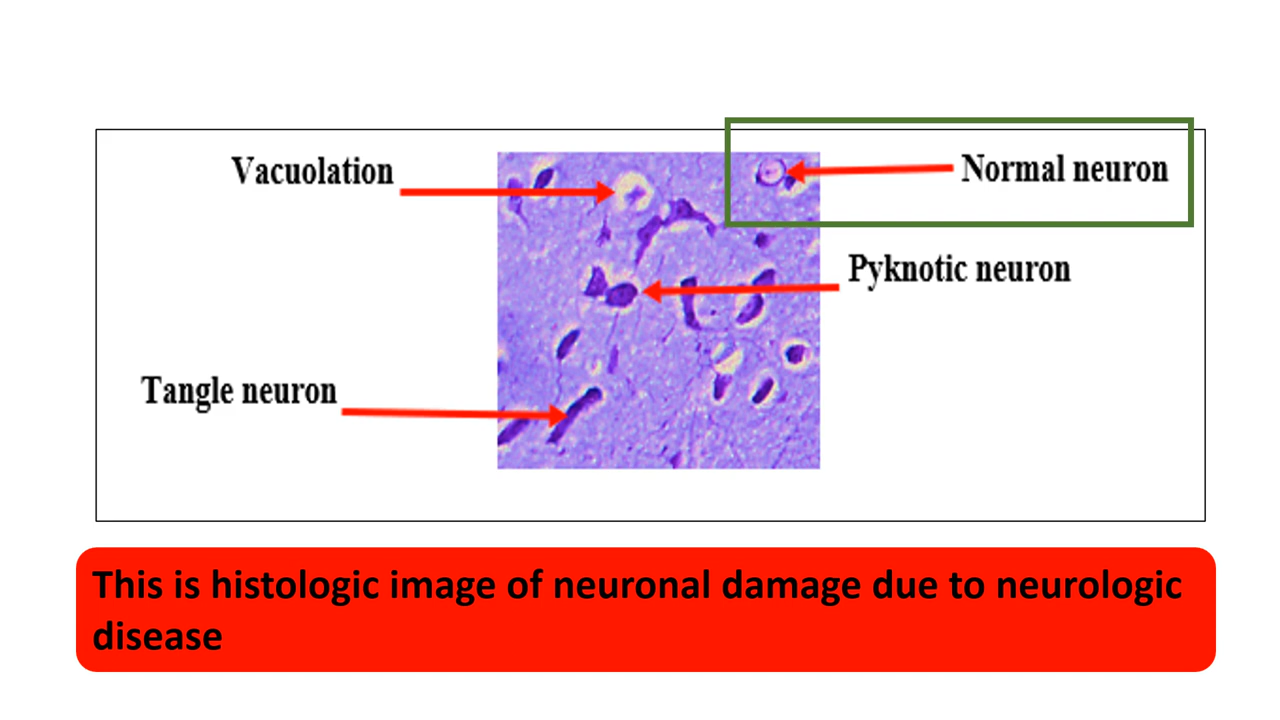 Vacuolation
Normal neuron
Pyknotic neuron
Tangle neuron
This is histologic image of neuronal damage due to neurologic
disease